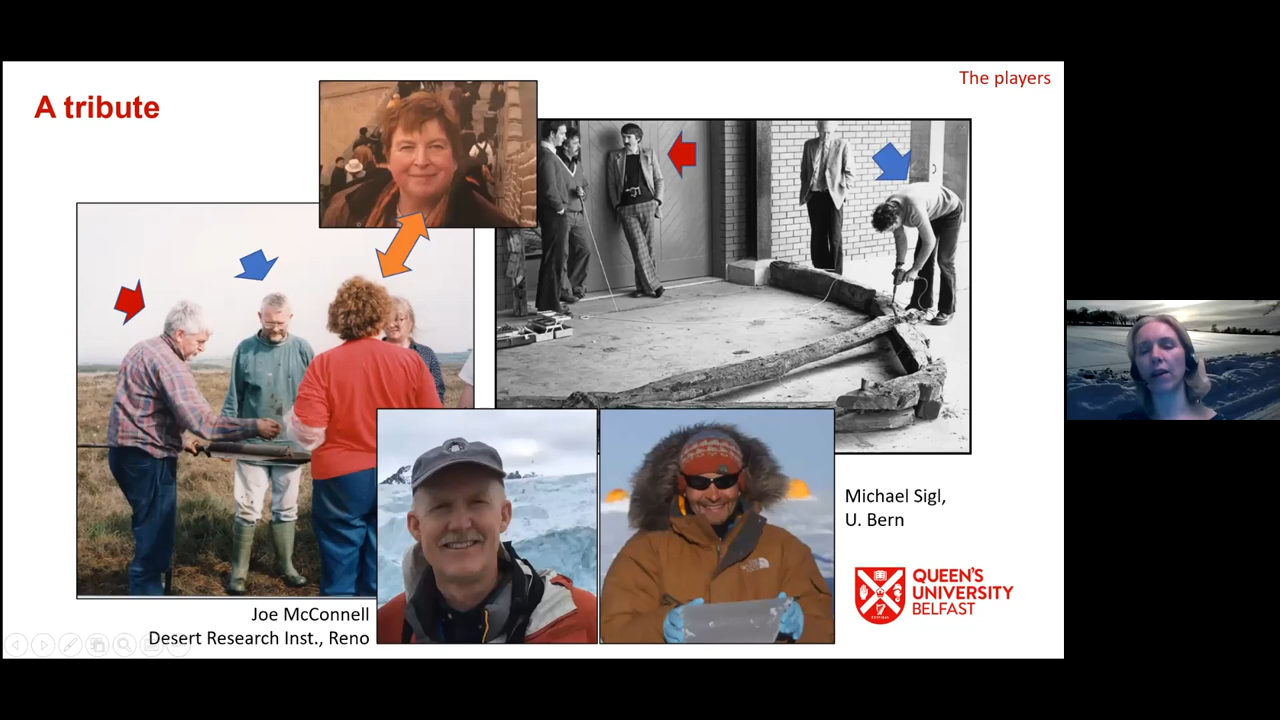 The players
A tribute
Michael Sigl,
U. Bern
QUEEN'S
UNIVERSITY
BELFAST
Joe McConnell
Desert Research Inst., Reno